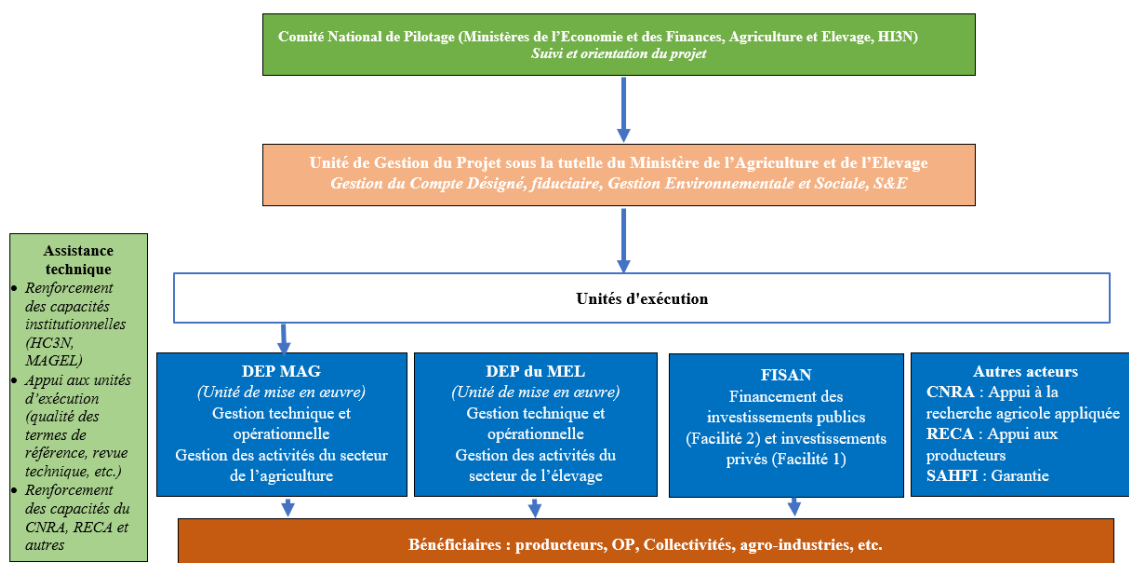 Comité National de Pilotage (Ministères de l'Economie et des Finances, Agriculture et Elevage, HI3N)
Suivi et orientation du projet
Unité de Gestion du Projet sous la tutelle du Ministère de l'Agriculture et de l'Elevage
Gestion du Compte Désigné, fiduciaire, Gestion Environnementale et Sociale, S&E
Assistance
technique
• Renforcement
des capacités
institutionnelles
(HC3N,
MAGEL)
• Appui aux unités
d'exécution
(qualité des
termes de
référence, revue
technique, etc.)
• Renforcement
des capacités du
CNRA, RECA et
autres
Unités d'exécution
DEP MAG
(Unité de mise en œuvre)
Gestion technique et
opérationnelle
Gestion des activités du secteur
de l'agriculture
DEP du MEL
(Unité de mise en œuvre)
Gestion technique et
opérationnelle
Gestion des activités du
secteur de l'élevage
FISAN
Financement des
investissements publics
(Facilité 2) et investissements
privés (Facilité 1)
Autres acteurs
CNRA : Appui à la
recherche agricole appliquée
RECA : Appui aux
producteurs
SAHFI : Garantie
Bénéficiaires : producteurs, OP, Collectivités, agro-industries, etc.